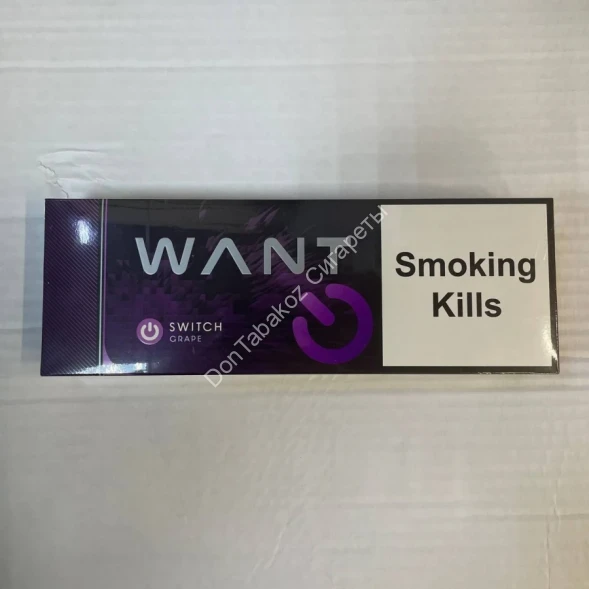 WANT
SWITCH
GRAPE
Smoking
Kills
DonTabakoz Сигареты